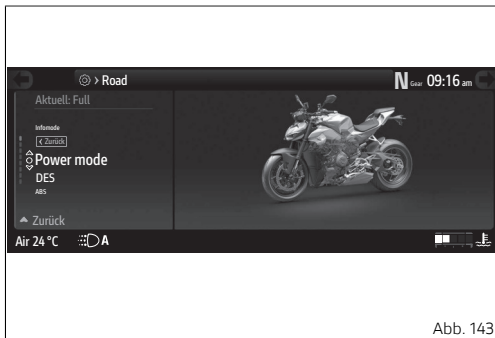 > Road
N Gear 09:16 am
Aktuell: Full
Infomode
Zurück
Power mode
DES
ABS
Zurück
Air 24 °C
A
Abb. 143